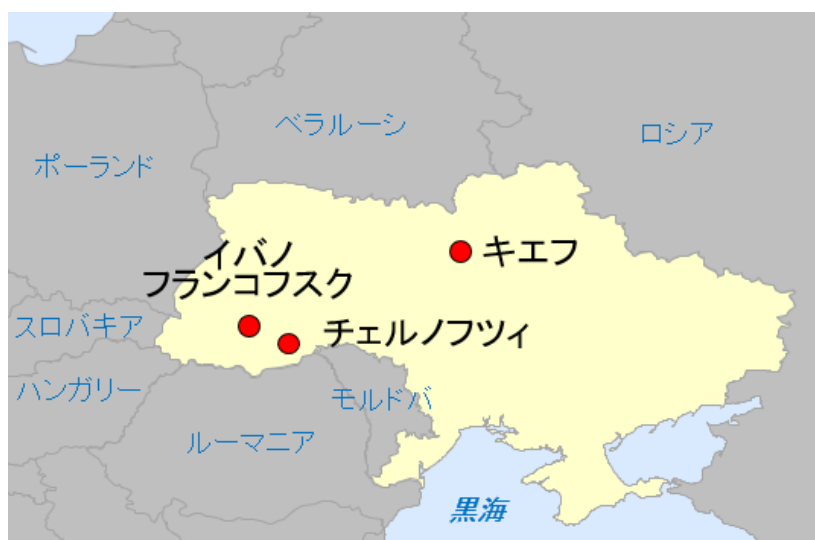 ベラルーシ
ロシア
ポーランド
イバノ
フランコフスク
キエフ
スロバキア
チェルノフツィ
ハンガリー
モルドバ
ルーマニア
黒海